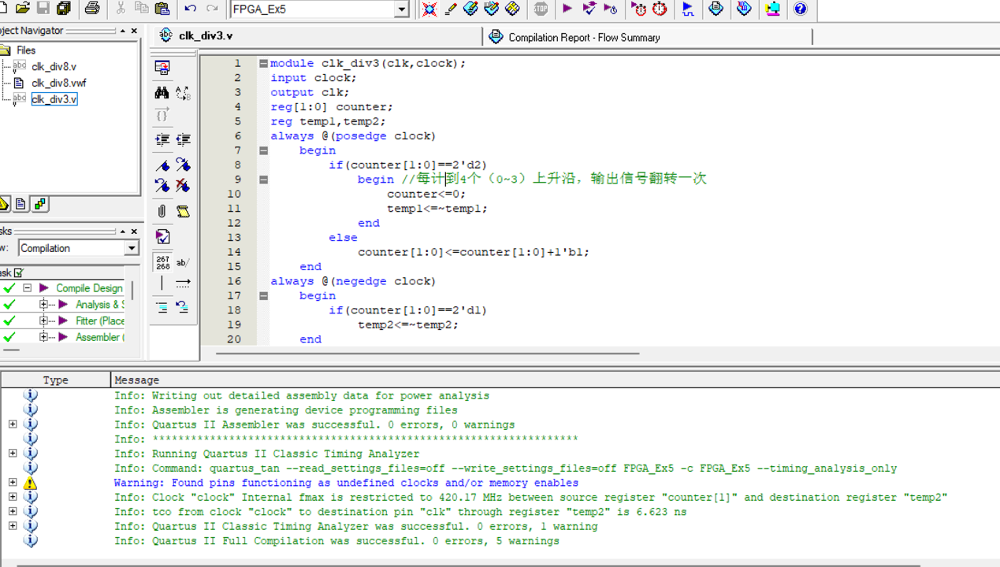 FPGA_Ex5
oject Navigator
Files
clk_div8.v
clk_div8.vwf
clk_div3.v
clk_div3.v
Compilation Report - Flow Summary
1 module clk_div3(clk,clock);
2 input clock;
3 output clk;
4 reg[1:0] counter;
5 reg temp1,temp2;
6 always @(posedge clock)
7 begin
8 if(counter[1:0]==2'd2)
9 begin //每计到4个（0~3）上升沿，输出信号翻转一次
10 counter<=0;
11 temp1<=~temp1;
12 end
13 else
14 counter[1:0]<=counter[1:0]+1'b1;
15 end
16 always @(negedge clock)
17 begin
18 if(counter[1:0]==2'd1)
19 temp2<=~temp2;
20 end
267
268
ab/
sks
w: Compilation
ask
Compile Design
Analysis & S
Fitter (Place
Assembler (
Type Message
Info: Writing out detailed assembly data for power analysis
Info: Assembler is generating device programming files
Info: Quartus II Assembler was successful. 0 errors, 0 warnings
Info: *******************************************************************
Info: Running Quartus II Classic Timing Analyzer
Info: Command: quartus_tan --read_settings_files=off --write_settings_files=off FPGA_Ex5 -c FPGA_Ex5 --timing_analysis_only
Warning: Found pins functioning as undefined clocks and/or memory enables
Info: Clock "clock" Internal fmax is restricted to 420.17 MHz between source register "counter[1]" and destination register "temp2"
Info: tco from clock "clock" to destination pin "clk" through register "temp2" is 6.623 ns
Info: Quartus II Classic Timing Analyzer was successful. 0 errors, 1 warning
Info: Quartus II Full Compilation was successful. 0 errors, 5 warnings